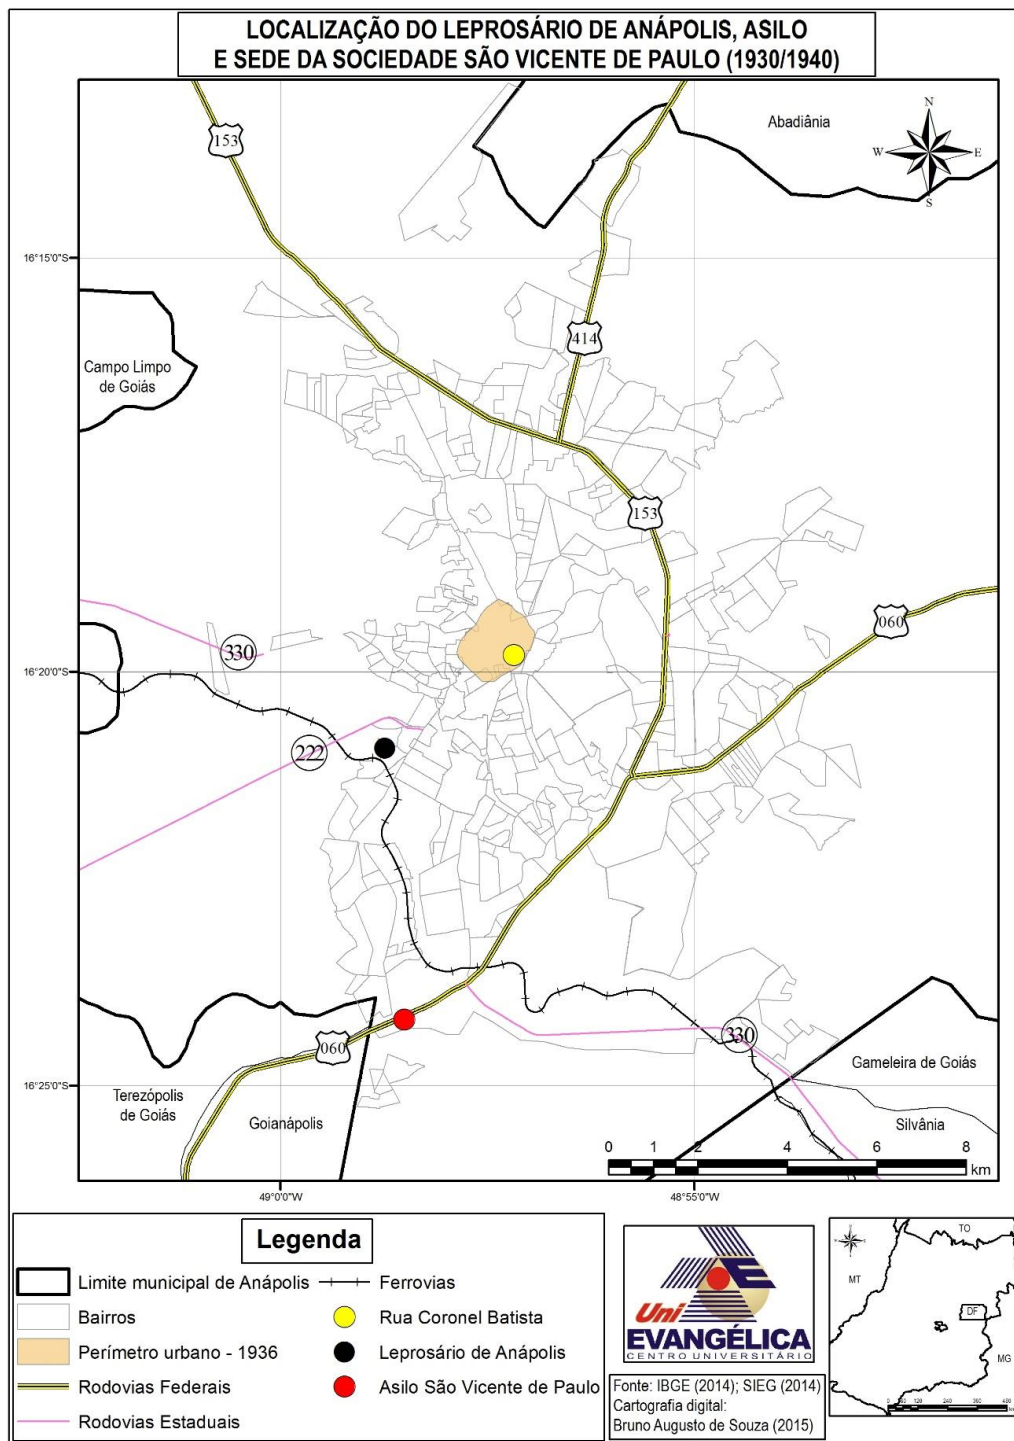 LOCALIZAÇÃO DO LEPROSÁRIO DE ANÁPOLIS, ASILO
E SEDE DA SOCIEDADE SÃO VICENTE DE PAULO (1930/1940)
Abadiânia
N
W
E
S
153
16°15'0"S
414
Campo Limpo
de Goiás
153
060
330
16°20'0"S
222
330
060
Gameleira de Goiás
16°25'0"S
Terezópolis
de Goiás
Goianápolis
Silvânia
0 1 2 4 6 8
km
49°0'0"W
48°55'0"W
Legenda
Limite municipal de Anápolis
Bairros
Perímetro urbano - 1936
Rodovias Federais
Rodovias Estaduais
Ferrovias
Rua Coronel Batista
Leprosário de Anápolis
Asilo São Vicente de Paulo
Uni
E
EVANGÉLICA
CENTRO UNIVERSITÁRIO
Fonte: IBGE (2014); SIEG (2014)
Cartografia digital:
Bruno Augusto de Souza (2015)
TO
MT
DF
MG